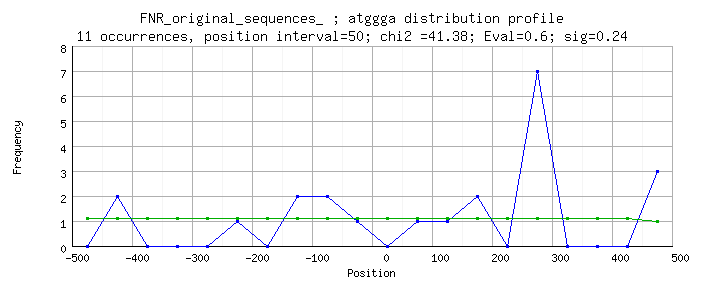 FNR_original_sequences_ ; atggga distribution profile
11 occurrences, position interval=50; chi2 =41.38; Eval=0.6; sig=0.24
8
7
6
5
4
3
2
1
0
Frequency
-500 -400 -300 -200 -100 0 100 200 300 400 500
Position